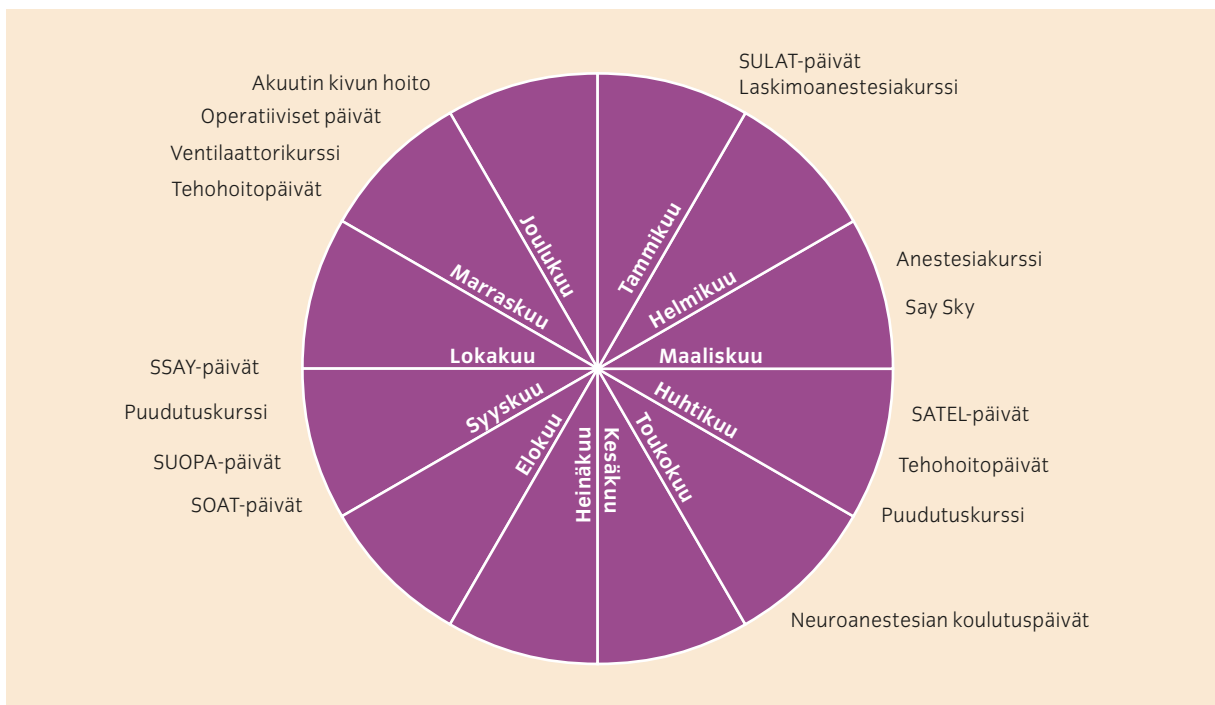 SULAT-päivät
Laskimoanestesiakurssi
Anestesiakurssi
Say Sky
SATEL-päivät
Tehohoitopäivät
Puudutuskurssi
Neuroanestesian koulutuspäivät
SOAT-päivät
SUOPA-päivät
Puudutuskurssi
SSAY-päivät
Tehohoitopäivät
Ventilaattorikurssi
Operatiiviset päivät
Akuutin kivun hoito
Tammikuu
Helmikuu
Maaliskuu
Huhtikuu
Toukokuu
Kesäkuu
Heinäkuu
Elokuu
Syyskuu
Lokakuu
Marraskuu
Joulukuu